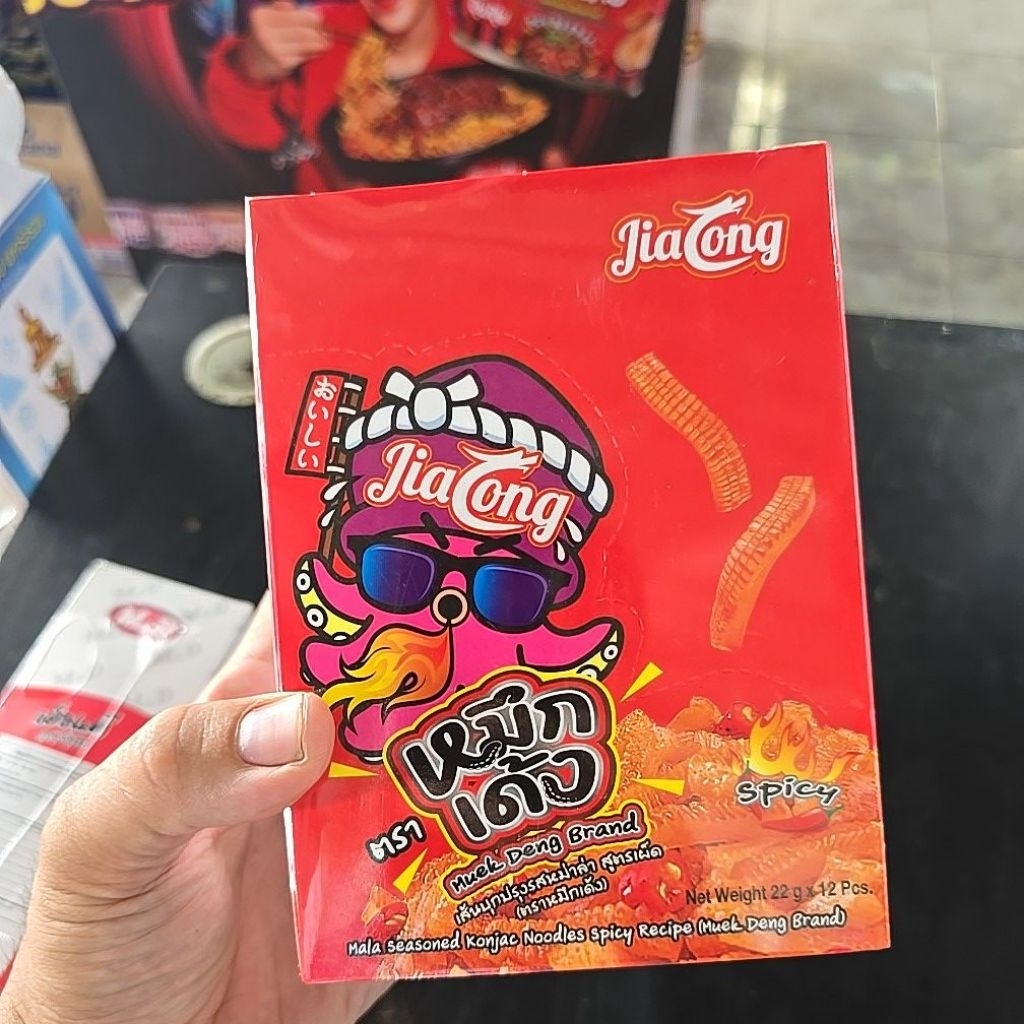 JiaCong
おいしい
JiaCong
หมึก
เด้ง
ตรา
Muek Deng Brand
เส้นบุกปรุงรสหม่าล่า สูตรเผ็ด
(ตราหมึกเด้ง)
spicy
Net Weight 22 g x 12 Pcs.
Mala Seasoned Konjac Noodles Spicy Recipe (Muek Deng Brand)